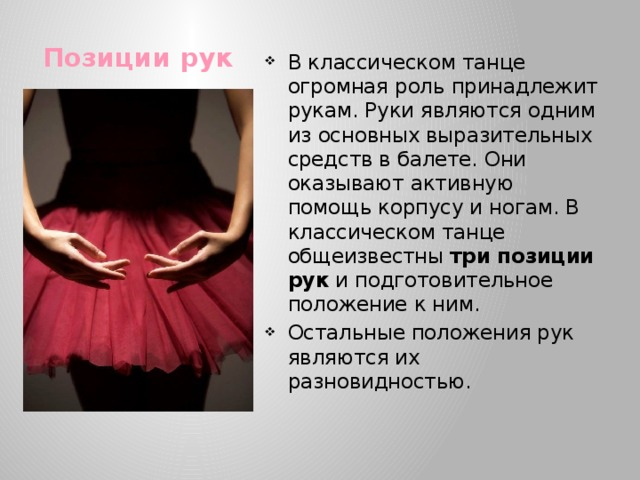 Позиции рук
В классическом танце
огромная роль принадлежит
рукам. Руки являются одним
из основных выразительных
средств в балете. Они
оказывают активную
помощь корпусу и ногам. В
классическом танце
общеизвестны три позиции
рук и подготовительное
положение к ним.
Остальные положения рук
являются их
разновидностью.